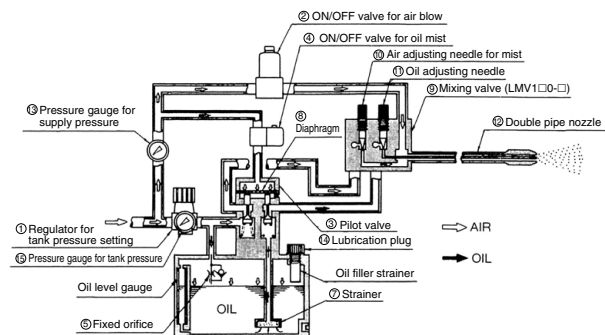 ② ON/OFF valve for air blow
④ ON/OFF valve for oil mist
⑩ Air adjusting needle for mist
⑪ Oil adjusting needle
⑨ Mixing valve (LMV1□0-□)
⑬ Pressure gauge for
supply pressure
⑧
Diaphragm
⑫ Double pipe nozzle
③ Pilot valve
① Regulator for
tank pressure setting
⑭ Lubrication plug
⑮ Pressure gauge for tank pressure
AIR
OIL
Oil level gauge
Oil filler strainer
OIL
⑦ Strainer
⑤ Fixed orifice